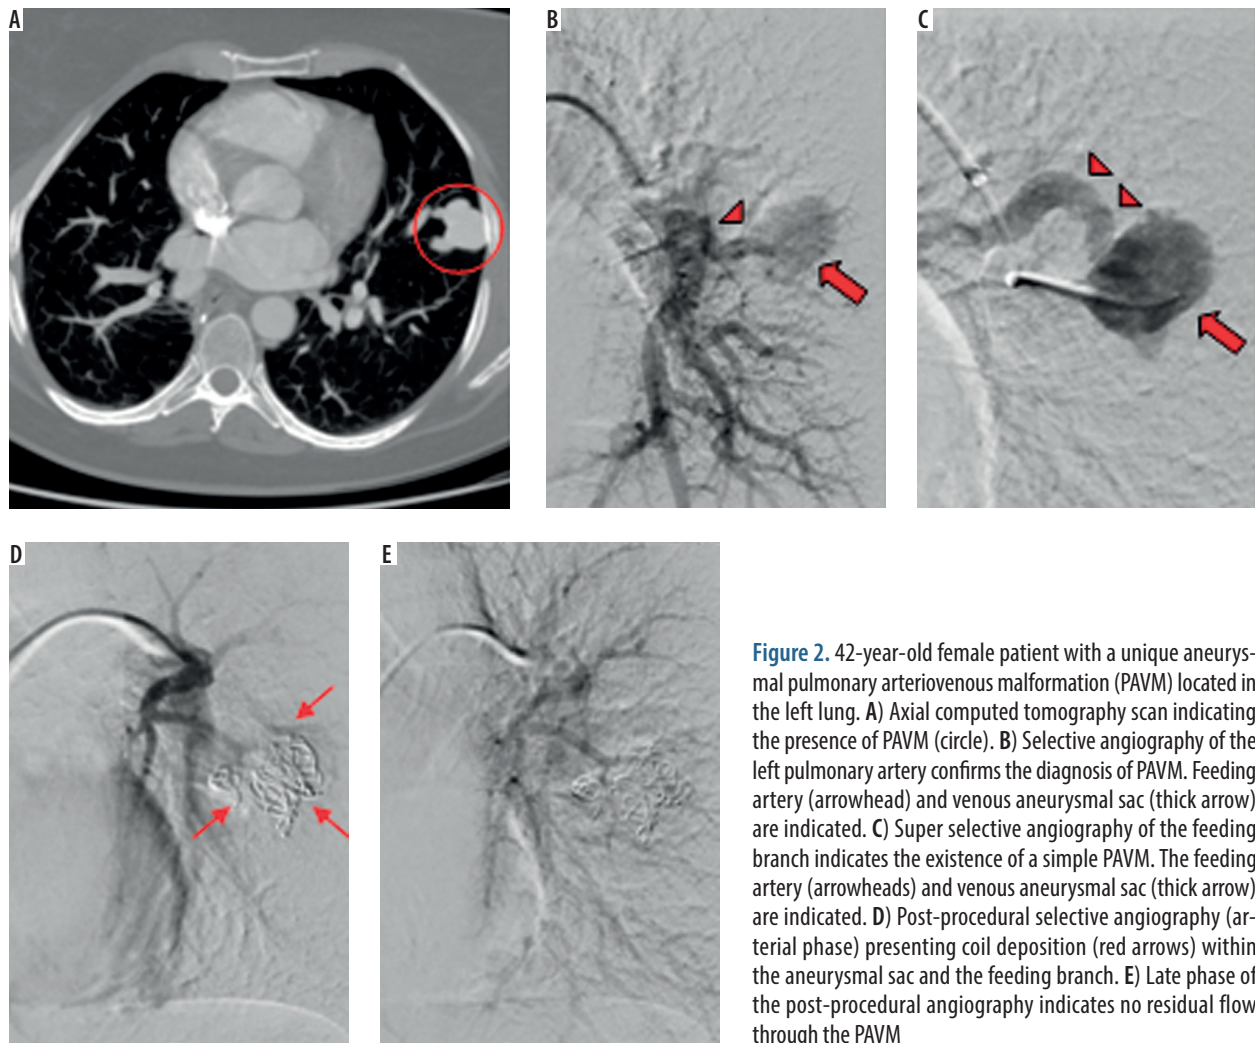 A
B
C
D
E
Figure 2. 42-year-old female patient with a unique aneurys-
mal pulmonary arteriovenous malformation (PAVM) located in
the left lung. A) Axial computed tomography scan indicating
the presence of PAVM (circle). B) Selective angiography of the
left pulmonary artery confirms the diagnosis of PAVM. Feeding
artery (arrowhead) and venous aneurysmal sac (thick arrow)
are indicated. C) Super selective angiography of the feeding
branch indicates the existence of a simple PAVM. The feeding
artery (arrowheads) and venous aneurysmal sac (thick arrow)
are indicated. D) Post-procedural selective angiography (ar-
terial phase) presenting coil deposition (red arrows) within
the aneurysmal sac and the feeding branch. E) Late phase of
the post-procedural angiography indicates no residual flow
through the PAVM